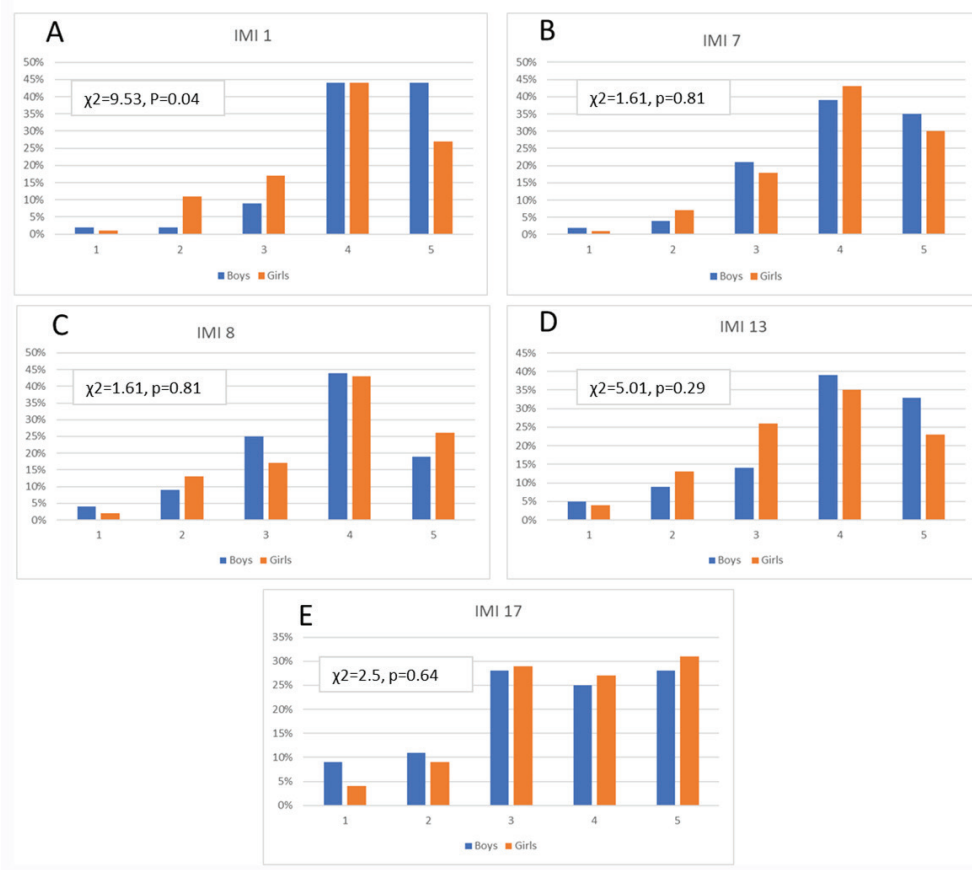 A
IMI 1
50%
45%
40%
35%
30%
25%
20%
15%
10%
5%
0%
χ2=9.53, P=0.04
1 2 3 4 5
Boys Girls
B
IMI 7
50%
45%
40%
35%
30%
25%
20%
15%
10%
5%
0%
χ2=1.61, p=0.81
1 2 3 4 5
Boys Girls
C
IMI 8
50%
45%
40%
35%
30%
25%
20%
15%
10%
5%
0%
χ2=1.61, p=0.81
1 2 3 4 5
Boys Girls
D
IMI 13
45%
40%
35%
30%
25%
20%
15%
10%
5%
0%
χ2=5.01, p=0.29
1 2 3 4 5
Boys Girls
E
IMI 17
35%
30%
25%
20%
15%
10%
5%
0%
χ2=2.5, p=0.64
1 2 3 4 5
Boys Girls